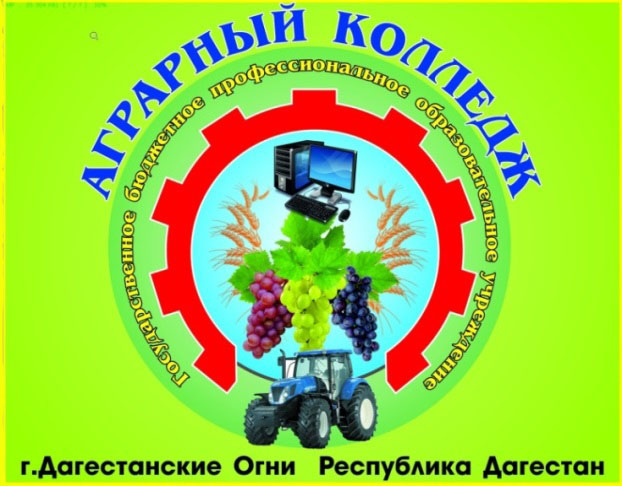 АГРАРНЫЙ КОЛЛЕДЖ
Государственное бюджетное профессиональное образовательное учреждение
г.Дагестанские Огни Республика Дагестан